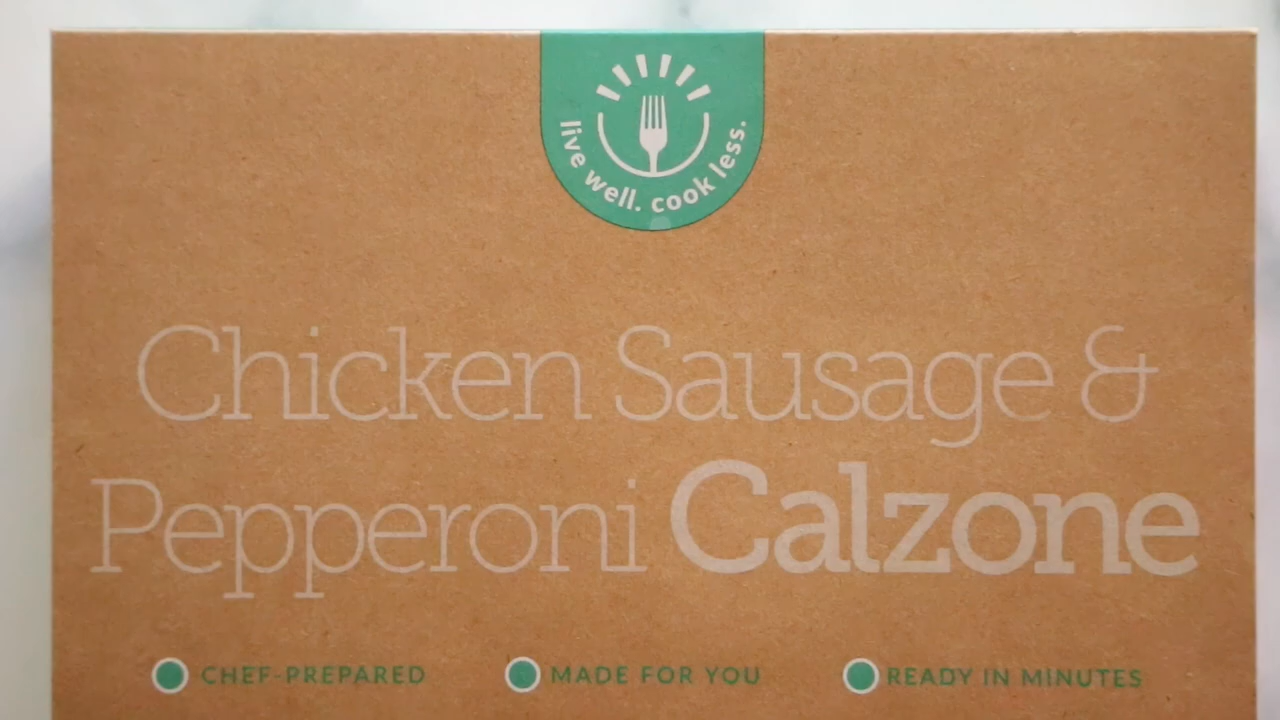 live well. cook less.
Chicken Sausage &
Pepperoni Calzone
CHEF-PREPARED MADE FOR YOU READY IN MINUTES